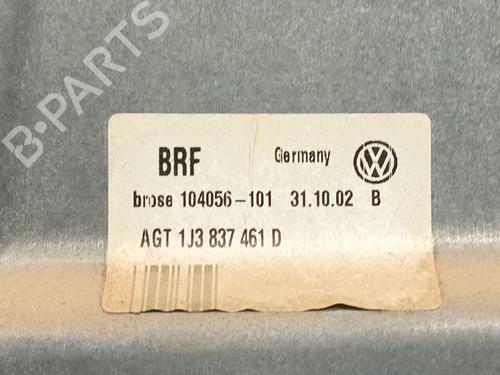 B-PARTS
BRF Germany
brose 104056-101 31.10.02 B
AGT 1J3 837 461 D